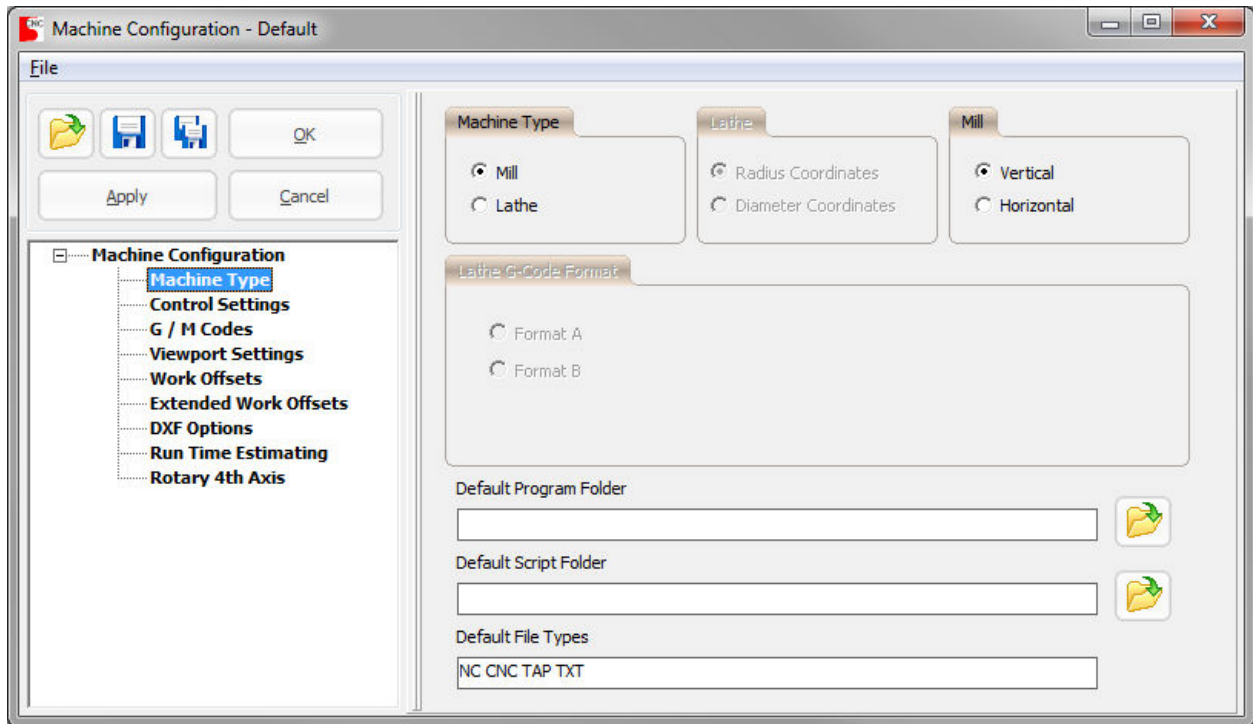 CNC
Machine Configuration - Default
File
OK
Apply
Cancel
Machine Configuration
Machine Type
Control Settings
G / M Codes
Viewport Settings
Work Offsets
Extended Work Offsets
DXF Options
Run Time Estimating
Rotary 4th Axis
Machine Type
Mill
Lathe
Lathe
Radius Coordinates
Diameter Coordinates
Mill
Vertical
Horizontal
Lathe G-Code Format
Format A
Format B
Default Program Folder
Default Script Folder
Default File Types
NC CNC TAP TXT